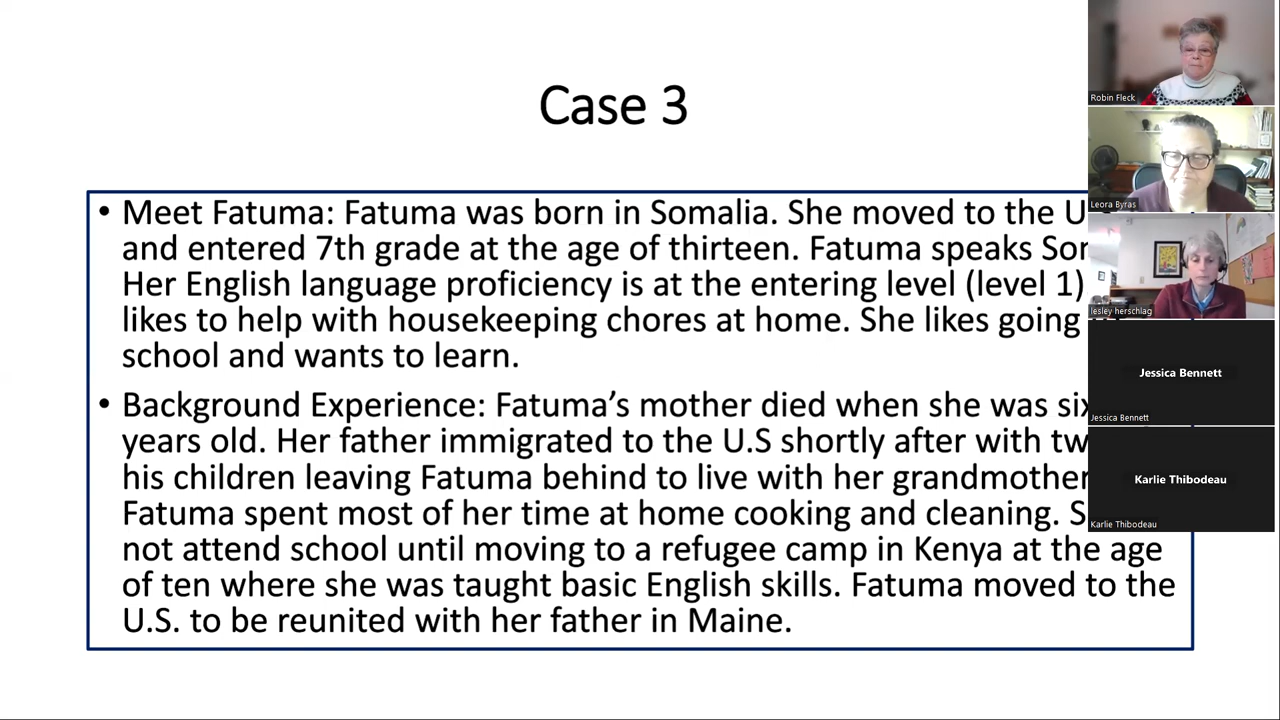 Case 3
• Meet Fatuma: Fatuma was born in Somalia. She moved to the U
and entered 7th grade at the age of thirteen. Fatuma speaks
Her English language proficiency is at the entering level (level 1)
likes to help with housekeeping chores at home. She likes going
school and wants to learn.
• Background Experience: Fatuma’s mother died when she was six
years old. Her father immigrated to the U.S shortly after with
his children leaving Fatuma behind to live with her grandmother
Fatuma spent most of her time at home cooking and cleaning.
not attend school until moving to a refugee camp in Kenya at the age
of ten where she was taught basic English skills. Fatuma moved to the
U.S. to be reunited with her father in Maine.
Robin Fleck
Leora Byras
lesley herschlag
Jessica Bennett
Jessica Bennett
Karlie Thibodeau
Karlie Thibodeau